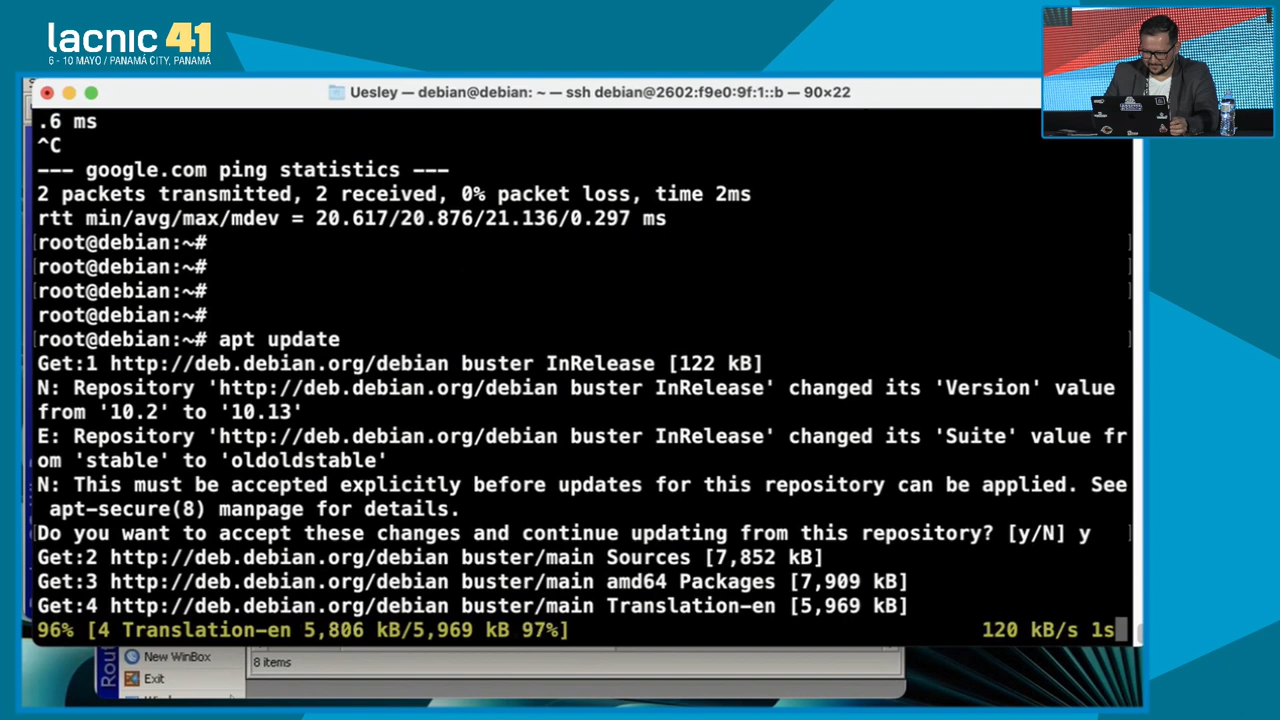 lacnic 41
6 - 10 MAYO / PANAMÁ CITY, PANAMÁ
Uesley — debian@debian: ~ — ssh debian@2602:f9e0:9f:1::b — 90×22
.6 ms
^C
--- google.com ping statistics ---
2 packets transmitted, 2 received, 0% packet loss, time 2ms
rtt min/avg/max/mdev = 20.617/20.876/21.136/0.297 ms
root@debian:~#
root@debian:~#
root@debian:~#
root@debian:~#
root@debian:~# apt update
Get:1 http://deb.debian.org/debian buster InRelease [122 kB]
N: Repository 'http://deb.debian.org/debian buster InRelease' changed its 'Version' value
from '10.2' to '10.13'
E: Repository 'http://deb.debian.org/debian buster InRelease' changed its 'Suite' value fr
om 'stable' to 'oldoldstable'
N: This must be accepted explicitly before updates for this repository can be applied. See
apt-secure(8) manpage for details.
Do you want to accept these changes and continue updating from this repository? [y/N] y
Get:2 http://deb.debian.org/debian buster/main Sources [7,852 kB]
Get:3 http://deb.debian.org/debian buster/main amd64 Packages [7,909 kB]
Get:4 http://deb.debian.org/debian buster/main Translation-en [5,969 kB]
96% [4 Translation-en 5,806 kB/5,969 kB 97%] 120 kB/s 1s
New WinBox
8 items
Exit